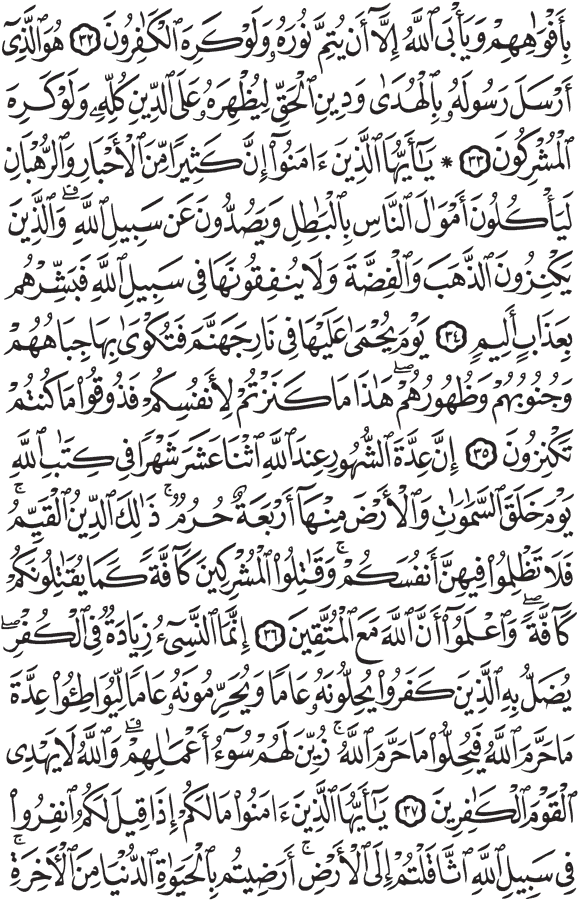 بِأَفْوَٰهِهِمْ وَيَأْبَى ٱللَّهُ إِلَّآ أَن يُتِمَّ نُورَهُۥ وَلَوْ كَرِهَ ٱلْكَٰفِرُونَ ٣٢ هُوَ ٱلَّذِىٓ
أَرْسَلَ رَسُولَهُۥ بِٱلْهُدَىٰ وَدِينِ ٱلْحَقِّ لِيُظْهِرَهُۥ عَلَى ٱلدِّينِ كُلِّهِۦ وَلَوْ كَرِهَ
ٱلْمُشْرِكُونَ ٣٣ * يَٰٓأَيُّهَا ٱلَّذِينَ ءَامَنُوٓا۟ إِنَّ كَثِيرًا مِّنَ ٱلْأَحْبَارِ وَٱلرُّهْبَانِ
لَيَأْكُلُونَ أَمْوَٰلَ ٱلنَّاسِ بِٱلْبَٰطِلِ وَيَصُدُّونَ عَن سَبِيلِ ٱللَّهِ ۗ وَٱلَّذِينَ
يَكْنِزُونَ ٱلذَّهَبَ وَٱلْفِضَّةَ وَلَا يُنفِقُونَهَا فِى سَبِيلِ ٱللَّهِ فَبَشِّرْهُم
بِعَذَابٍ أَلِيمٍ ٣٤ يَوْمَ يُحْمَىٰ عَلَيْهَا فِى نَارِ جَهَنَّمَ فَتُكْوَىٰ بِهَا جِبَاهُهُمْ
وَجُنُوبُهُمْ وَظُهُورُهُمْ ۖ هَٰذَا مَا كَنَزْتُمْ لِأَنفُسِكُمْ فَذُوقُوا۟ مَا كُنتُمْ
تَكْنِزُونَ ٣٥ إِنَّ عِدَّةَ ٱلشُّهُورِ عِندَ ٱللَّهِ ٱثْنَا عَشَرَ شَهْرًا فِى كِتَٰبِ ٱللَّهِ
يَوْمَ خَلَقَ ٱلسَّمَٰوَٰتِ وَٱلْأَرْضَ مِنْهَآ أَرْبَعَةٌ حُرُمٌ ۚ ذَٰلِكَ ٱلدِّينُ ٱلْقَيِّمُ ۚ
فَلَا تَظْلِمُوا۟ فِيهِنَّ أَنفُسَكُمْ ۚ وَقَٰتِلُوا۟ ٱلْمُشْرِكِينَ كَآفَّةً كَمَا يُقَٰتِلُونَكُمْ
كَآفَّةً ۚ وَٱعْلَمُوٓا۟ أَنَّ ٱللَّهَ مَعَ ٱلْمُتَّقِينَ ٣٦ إِنَّمَا ٱلنَّسِىٓءُ زِيَادَةٌ فِى ٱلْكُفْرِ ۖ
يُضَلُّ بِهِ ٱلَّذِينَ كَفَرُوا۟ يُحِلُّونَهُۥ عَامًا وَيُحَرِّمُونَهُۥ عَامًا لِّيُوَاطِـُٔوا۟ عِدَّةَ
مَا حَرَّمَ ٱللَّهُ فَيُحِلُّوا۟ مَا حَرَّمَ ٱللَّهُ ۚ زُيِّنَ لَهُمْ سُوٓءُ أَعْمَٰلِهِمْ ۗ وَٱللَّهُ لَا يَهْدِى
ٱلْقَوْمَ ٱلْكَٰفِرِينَ ٣٧ يَٰٓأَيُّهَا ٱلَّذِينَ ءَامَنُوا۟ مَا لَكُمْ إِذَا قِيلَ لَكُمُ ٱنفِرُوا۟
فِى سَبِيلِ ٱللَّهِ ٱثَّاقَلْتُمْ إِلَى ٱلْأَرْضِ ۚ أَرَضِيتُم بِٱلْحَيَوٰةِ ٱلدُّنْيَا مِنَ ٱلْءَاخِرَةِ ۚ